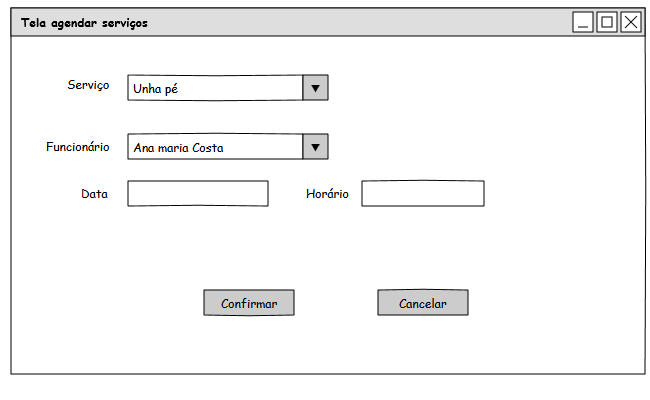 Tela agendar serviços
Serviço Unha pé
Funcionário Ana maria Costa
Data Horário
Confirmar Cancelar